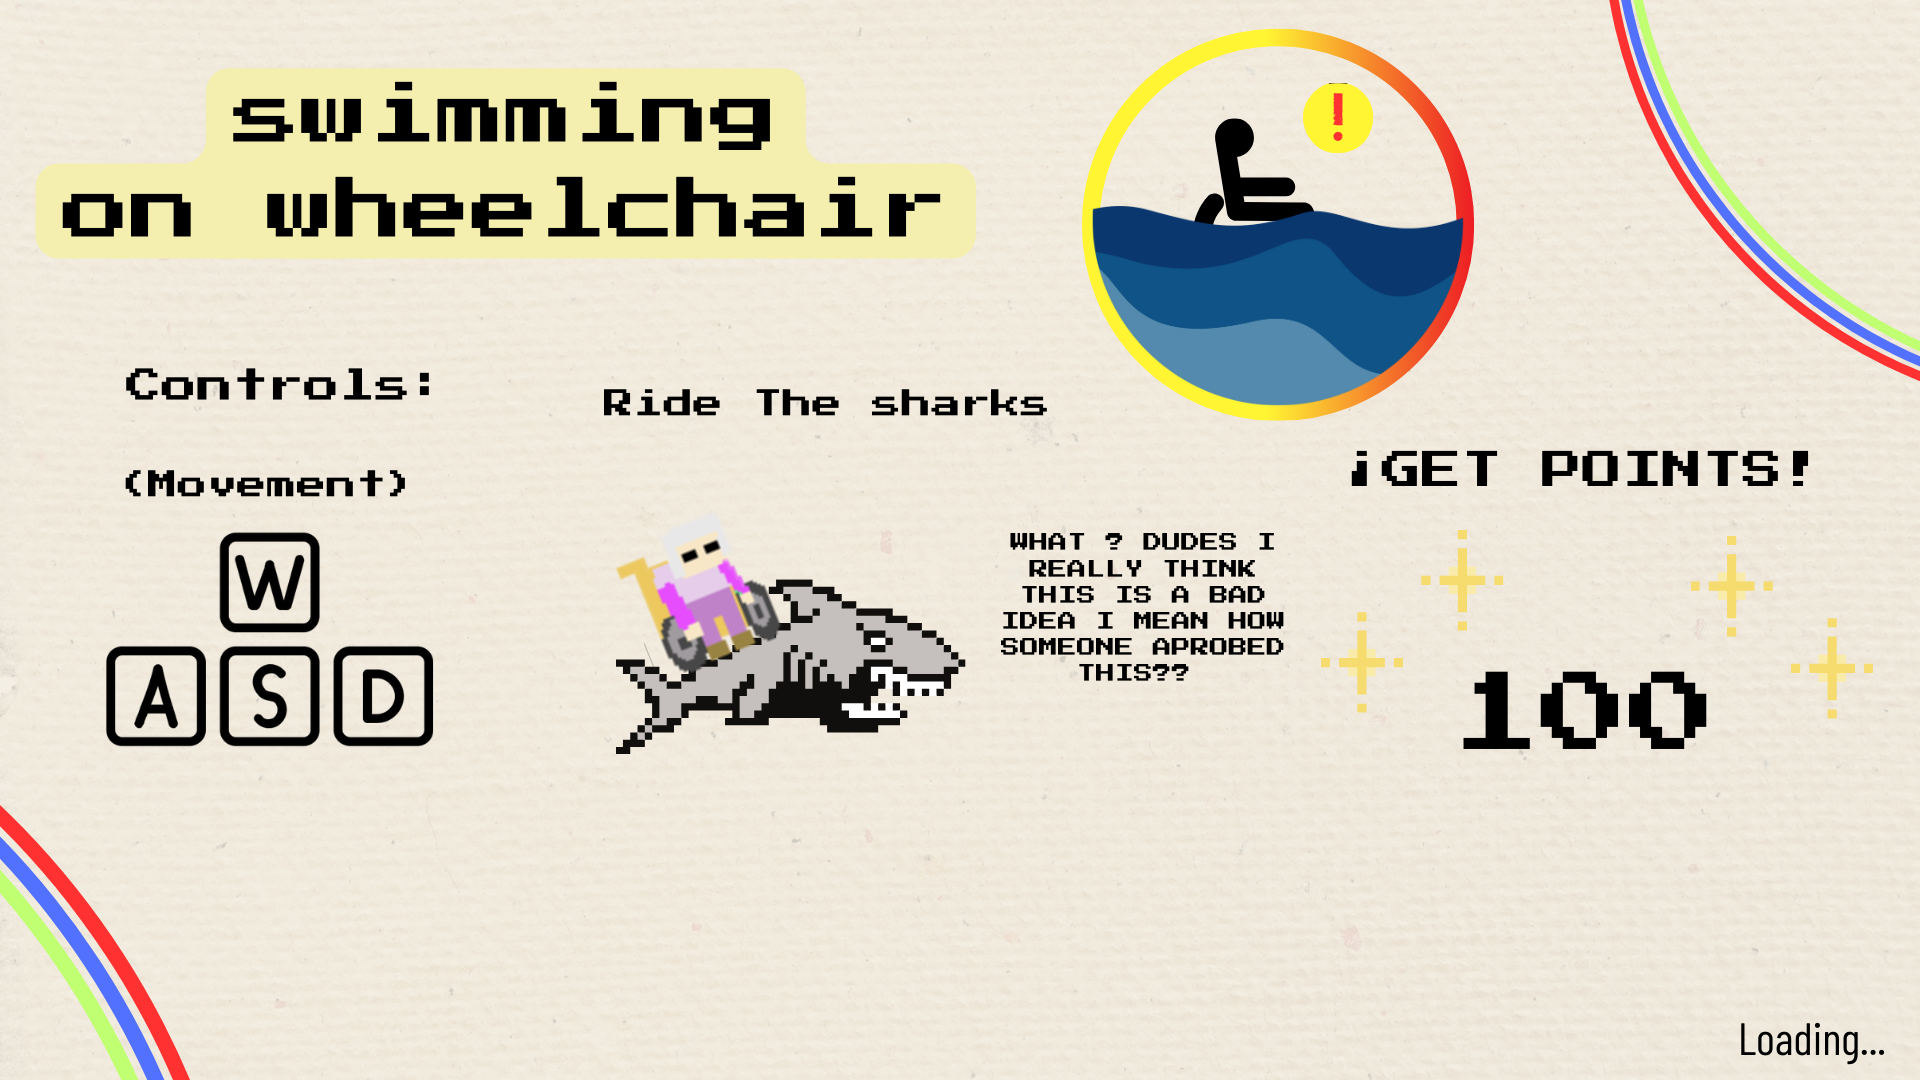 swimming
on wheelchair
!
Controls:
(Movement)
W
A S D
Ride The sharks
WHAT ? DUDES I
REALLY THINK
THIS IS A BAD
IDEA I MEAN HOW
SOMEONE APROBED
THIS??
¡GET POINTS!
100
Loading...